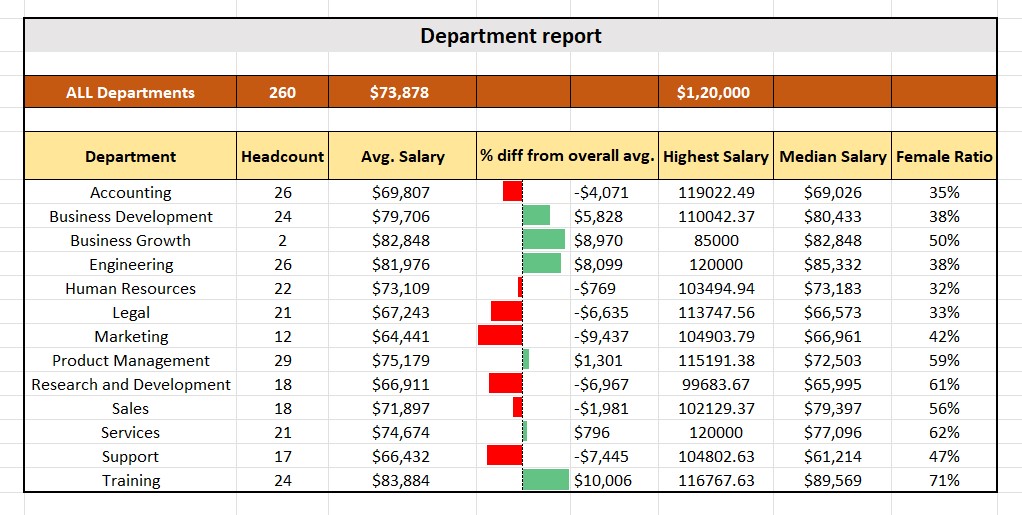 Department report
ALL Departments 260 $73,878 $1,20,000
Department Headcount Avg. Salary % diff from overall avg. Highest Salary Median Salary Female Ratio
Accounting 26 $69,807 -$4,071 119022.49 $69,026 35%
Business Development 24 $79,706 $5,828 110042.37 $80,433 38%
Business Growth 2 $82,848 $8,970 85000 $82,848 50%
Engineering 26 $81,976 $8,099 120000 $85,332 38%
Human Resources 22 $73,109 -$769 103494.94 $73,183 32%
Legal 21 $67,243 -$6,635 113747.56 $66,573 33%
Marketing 12 $64,441 -$9,437 104903.79 $66,961 42%
Product Management 29 $75,179 $1,301 115191.38 $72,503 59%
Research and Development 18 $66,911 -$6,967 99683.67 $65,995 61%
Sales 18 $71,897 -$1,981 102129.37 $79,397 56%
Services 21 $74,674 $796 120000 $77,096 62%
Support 17 $66,432 -$7,445 104802.63 $61,214 47%
Training 24 $83,884 $10,006 116767.63 $89,569 71%